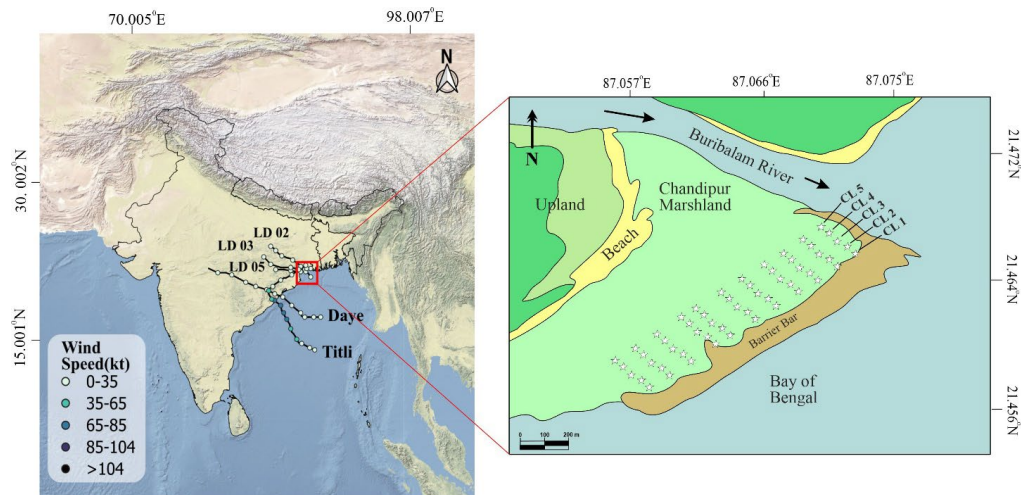 70.005°E
98.007°E
N
30.002°N
15.001°N
LD 02
LD 03
LD 05
Daye
Titli
Wind
Speed(kt)
0-35
35-65
65-85
85-104
>104
87.057°E
87.066°E
87.075°E
N
Buribalam River
21.472°N
Upland
Chandipur
Marshland
Beach
CL 5
CL 4
CL 3
CL 2
CL 1
21.464°N
Barrier Bar
Bay of
Bengal
21.456°N
0 100 200 m